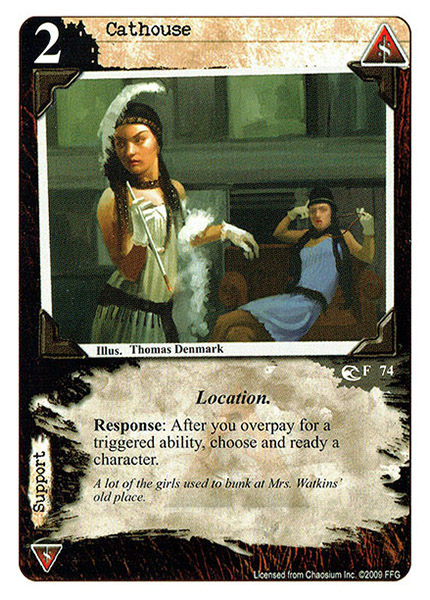 2
Cathouse
Illus. Thomas Denmark
F 74
Location.
Response: After you overpay for a
triggered ability, choose and ready a
character.
A lot of the girls used to bunk at Mrs. Watkins'
old place.
Support
Licensed from Chaosium Inc. ©2009 FFG